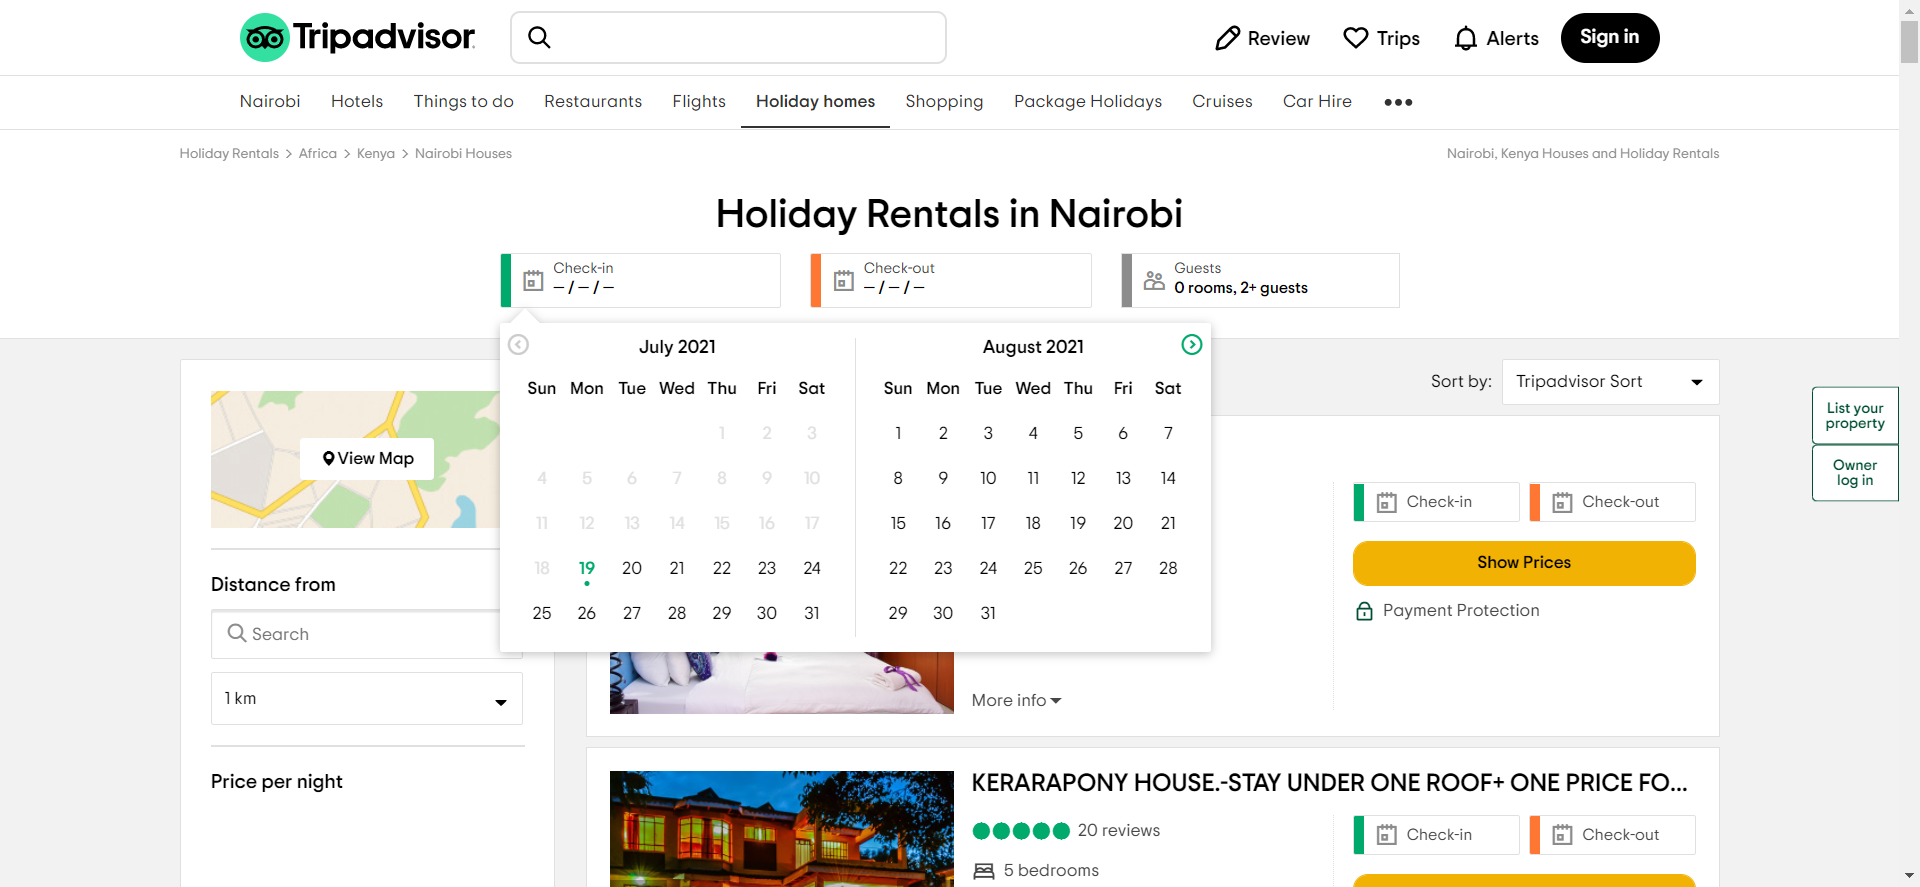 Tripadvisor
Review
Trips
Alerts
Sign in
Nairobi
Hotels
Things to do
Restaurants
Flights
Holiday homes
Shopping
Package Holidays
Cruises
Car Hire
Holiday Rentals > Africa > Kenya > Nairobi Houses
Nairobi, Kenya Houses and Holiday Rentals
Holiday Rentals in Nairobi
Check-in
– / – / –
Check-out
– / – / –
Guests
0 rooms, 2+ guests
July 2021
Sun Mon Tue Wed Thu Fri Sat
1 2 3
4 5 6 7 8 9 10
11 12 13 14 15 16 17
18 19 20 21 22 23 24
25 26 27 28 29 30 31
August 2021
Sun Mon Tue Wed Thu Fri Sat
1 2 3 4 5 6 7
8 9 10 11 12 13 14
15 16 17 18 19 20 21
22 23 24 25 26 27 28
29 30 31
Sort by:
Tripadvisor Sort
List your
property
Owner
log in
View Map
Distance from
Search
1 km
Price per night
Check-in
Check-out
Show Prices
Payment Protection
More info
KERARAPONY HOUSE.-STAY UNDER ONE ROOF+ ONE PRICE FO...
20 reviews
5 bedrooms
Check-in
Check-out